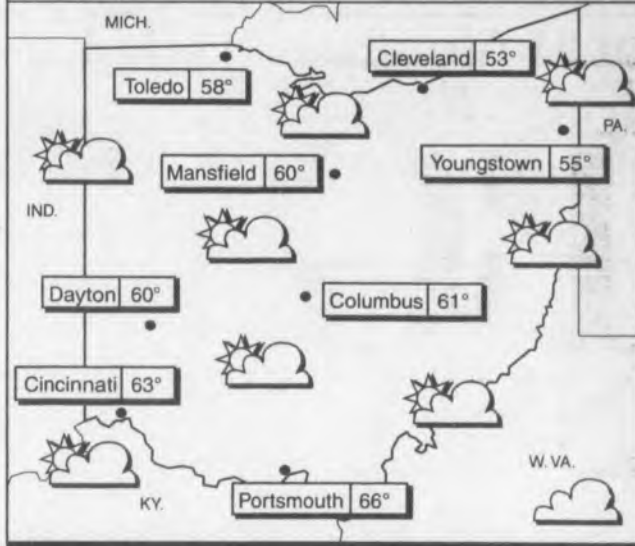 MICH.
Cleveland 53°
Toledo 58°
PA.
Mansfield 60°
Youngstown 55°
IND.
Dayton 60°
Columbus 61°
Cincinnati 63°
W. VA.
KY.
Portsmouth 66°